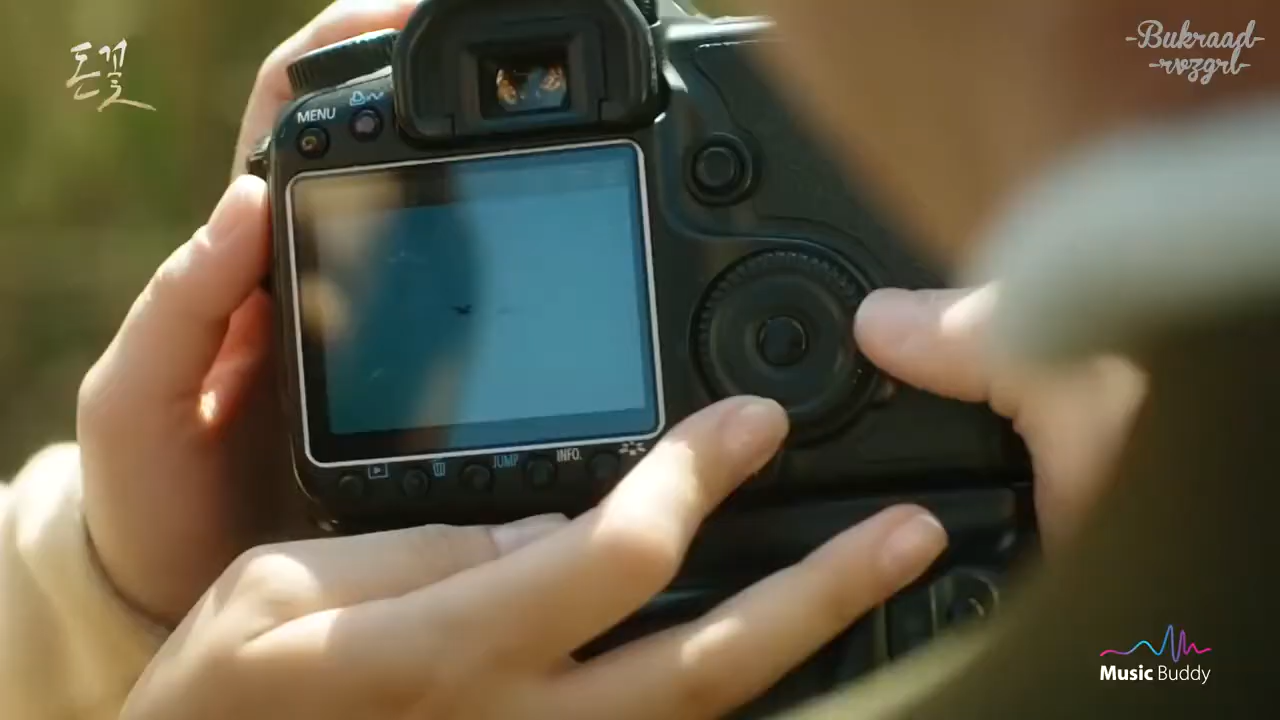 돈꽃
-Bukraad-
-rvzgrl-
MENU
JUMP
INFO.
Music Buddy